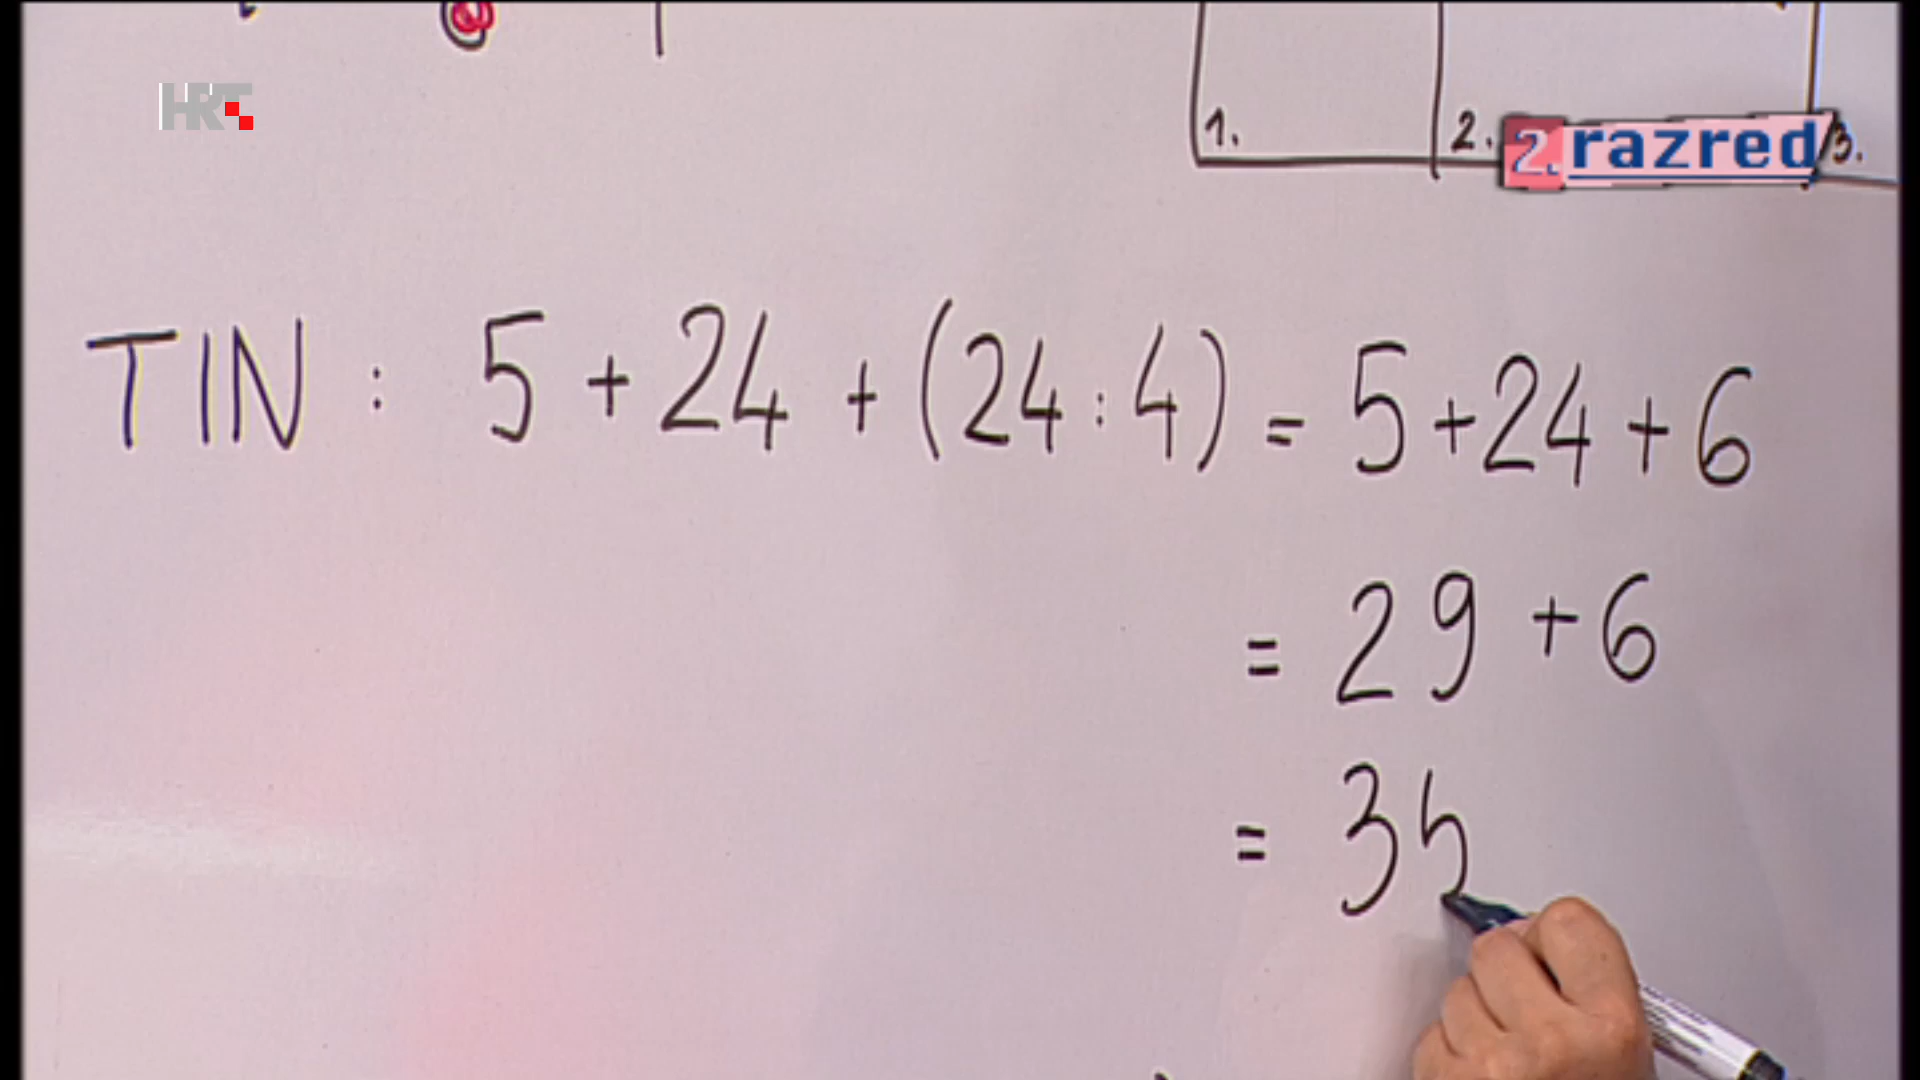 @
HRT
1. 2. 3.
2. razred
TIN : 5 + 24 + (24 : 4) = 5 + 24 + 6
= 29 + 6
= 35